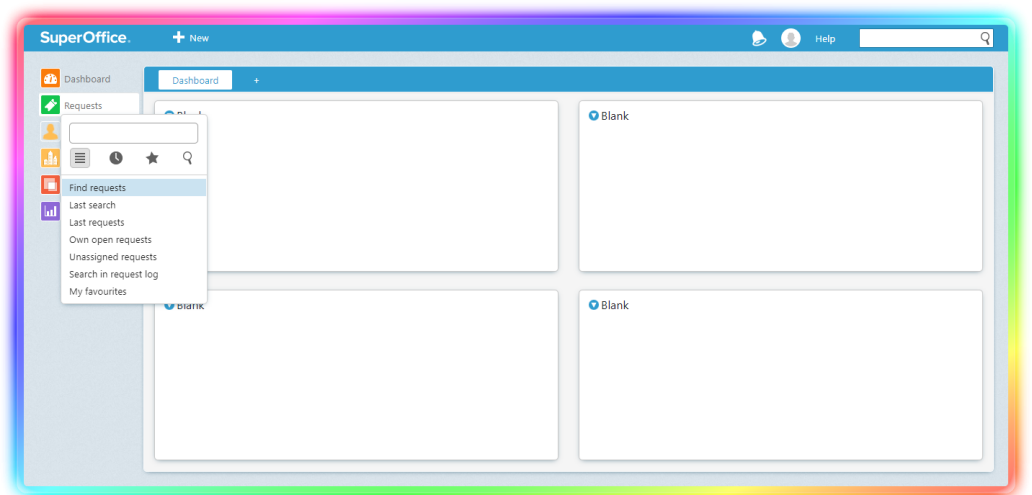 SuperOffice. New Help
Dashboard
Dashboard +
Requests
Blank
Find requests
Last search
Last requests
Own open requests
Unassigned requests
Search in request log
My favourites
Blank
Blank